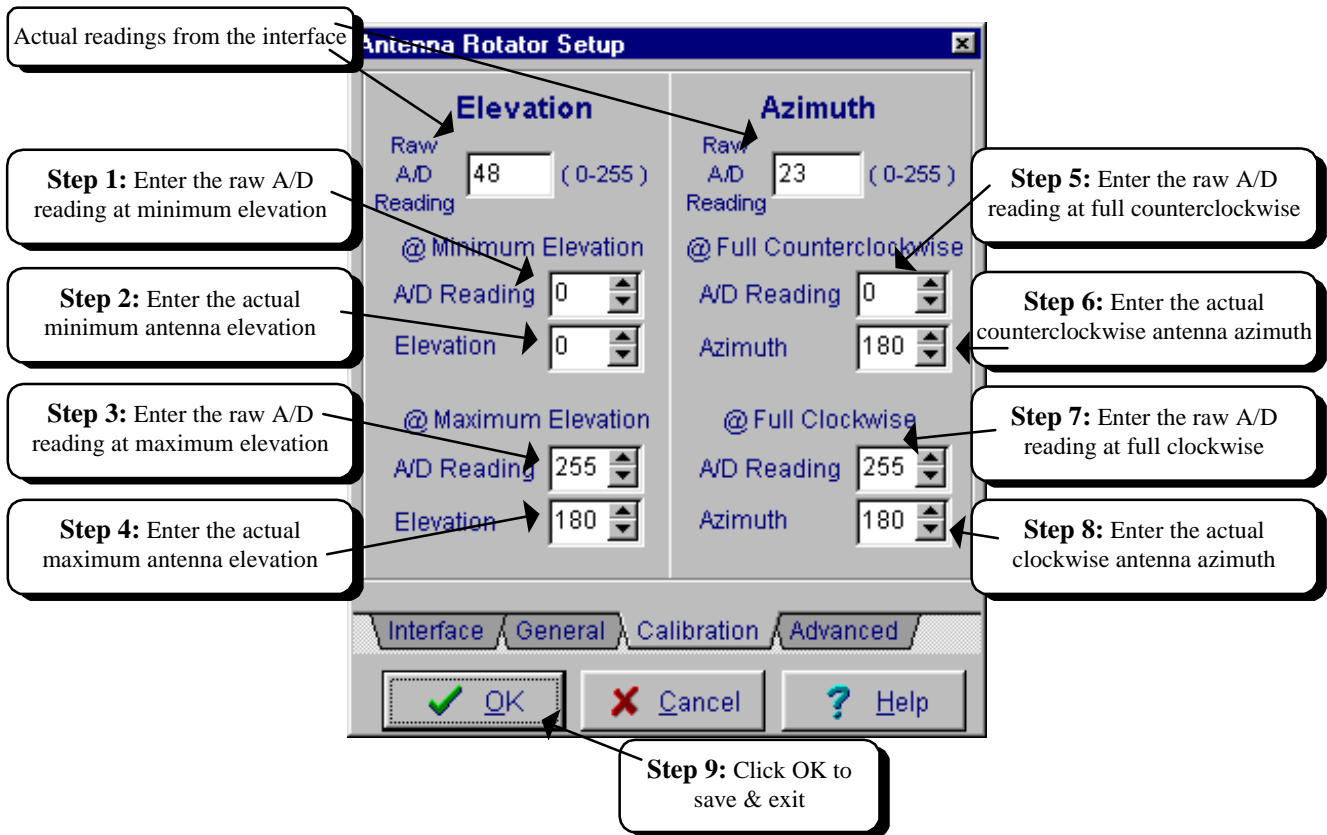 Actual readings from the interface
Antenna Rotator Setup
Elevation
Raw
A/D
Reading
48
( 0-255 )
@ Minimum Elevation
A/D Reading 0
Elevation 0
@ Maximum Elevation
A/D Reading 255
Elevation 180
Azimuth
Raw
A/D
Reading
23
( 0-255 )
@ Full Counterclockwise
A/D Reading 0
Azimuth 180
@ Full Clockwise
A/D Reading 255
Azimuth 180
Step 1: Enter the raw A/D
reading at minimum elevation
Step 2: Enter the actual
minimum antenna elevation
Step 3: Enter the raw A/D
reading at maximum elevation
Step 4: Enter the actual
maximum antenna elevation
Step 5: Enter the raw A/D
reading at full counterclockwise
Step 6: Enter the actual
counterclockwise antenna azimuth
Step 7: Enter the raw A/D
reading at full clockwise
Step 8: Enter the actual
clockwise antenna azimuth
Interface General Calibration Advanced
OK Cancel ? Help
Step 9: Click OK to
save & exit